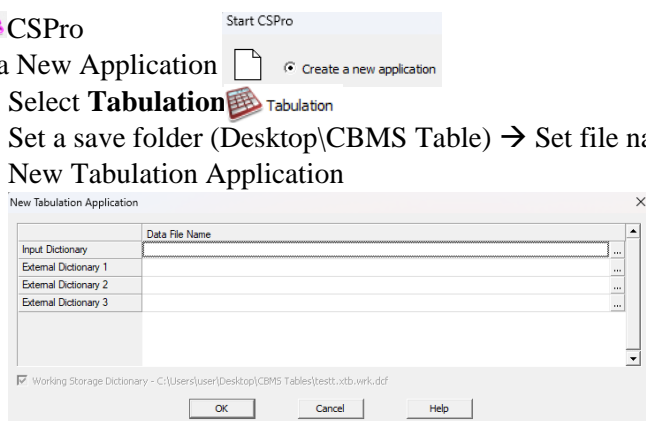 CSPro
Start CSPro
a New Application
Create a new application
Select Tabulation
Tabulation
Set a save folder (Desktop\CBMS Table) → Set file
New Tabulation Application
New Tabulation Application
Data File Name
Input Dictionary
...
External Dictionary 1
...
External Dictionary 2
...
External Dictionary 3
...
Working Storage Dictionary - C:\Users\user\Desktop\CBMS Tables\testt.xtb.wrk.dcf
OK Cancel Help